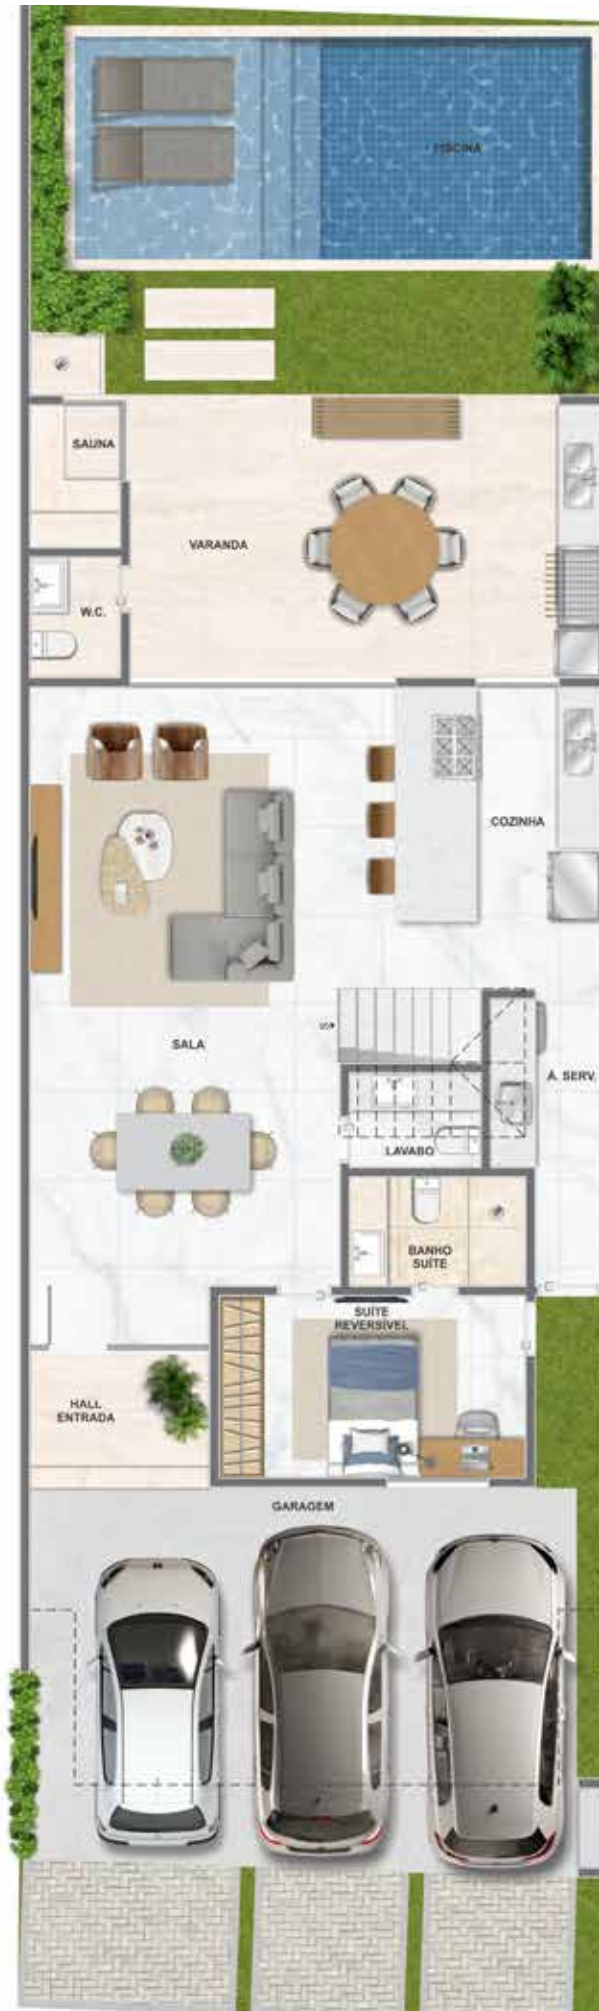 PISCINA
SAUNA
VARANDA
W.C.
COZINHA
SALA
Á. SERV.
LAVABO
BANHO
SUÍTE
SUÍTE
REVERSÍVEL
HALL
ENTRADA
GARAGEM